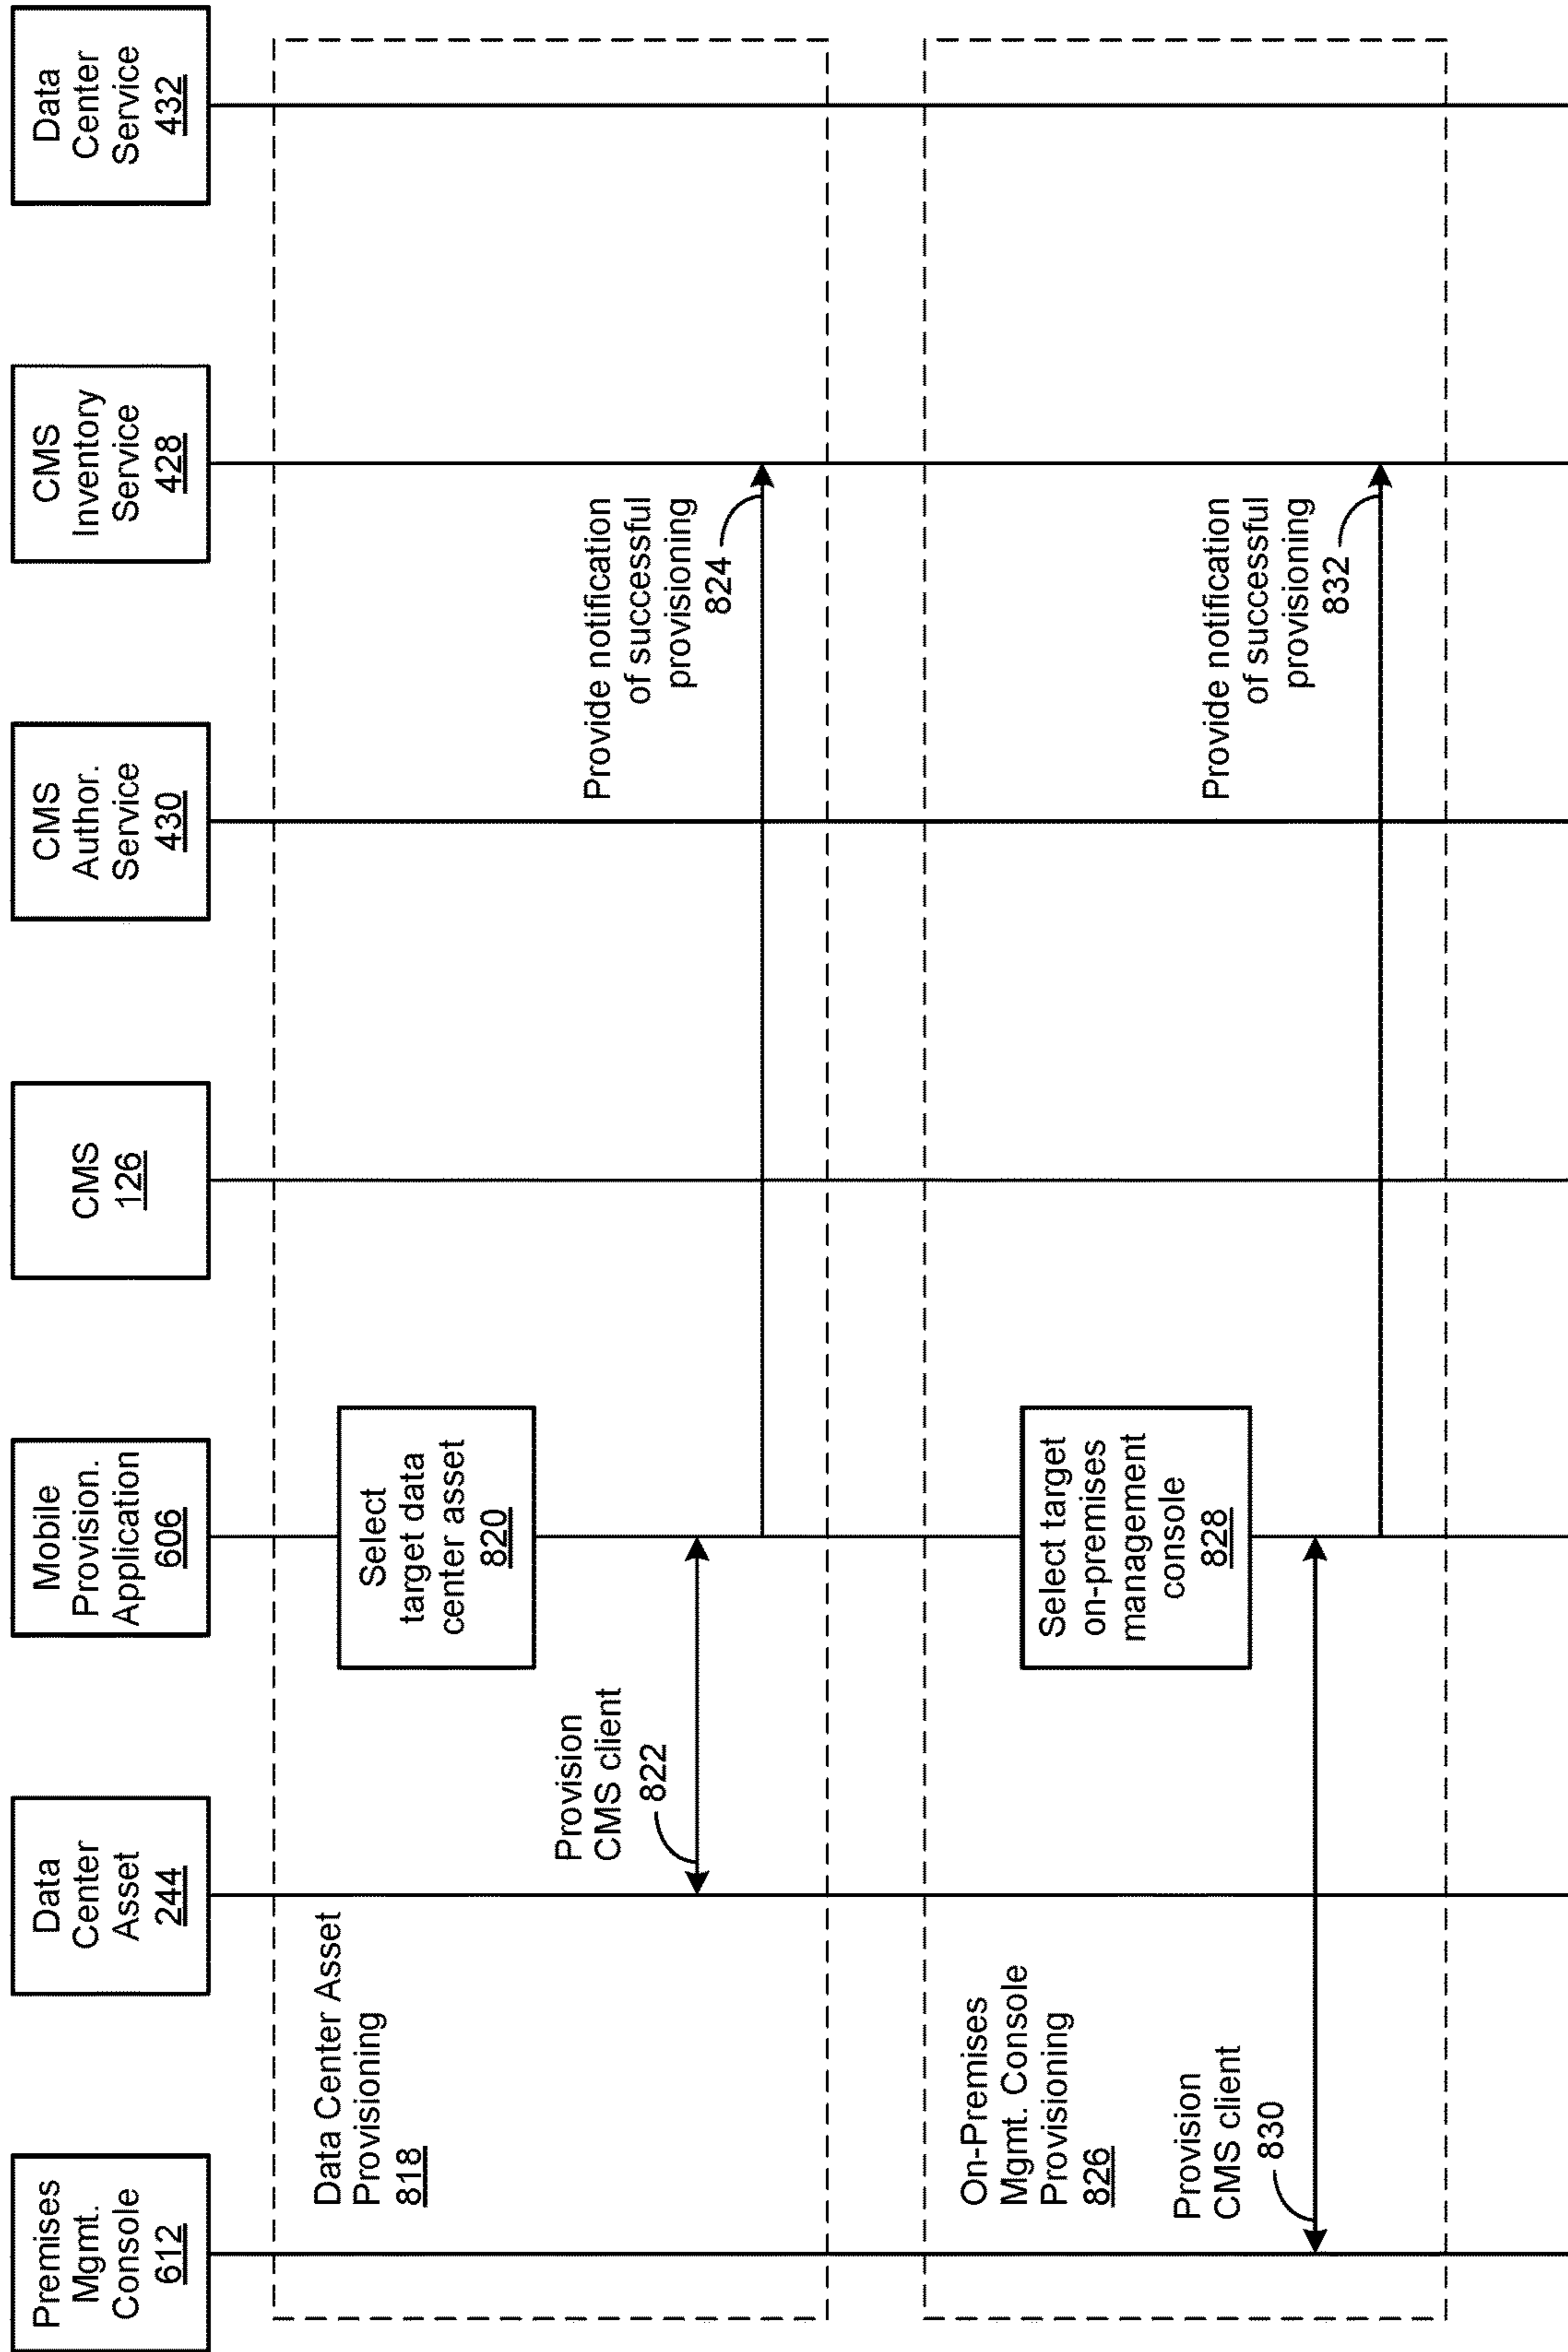 Premises
Mgmt.
Console
612
Data
Center
Asset
244
Mobile
Provision.
Application
606
CMS
126
CMS
Author.
Service
430
CMS
Inventory
Service
428
Data
Center
Service
432
Data Center Asset
Provisioning
818
Select
target data
center asset
820
Provision
CMS client
822
Provide notification
of successful
provisioning
824
On-Premises
Mgmt. Console
Provisioning
826
Select target
on-premises
management
console
828
Provision
CMS client
830
Provide notification
of successful
provisioning
832